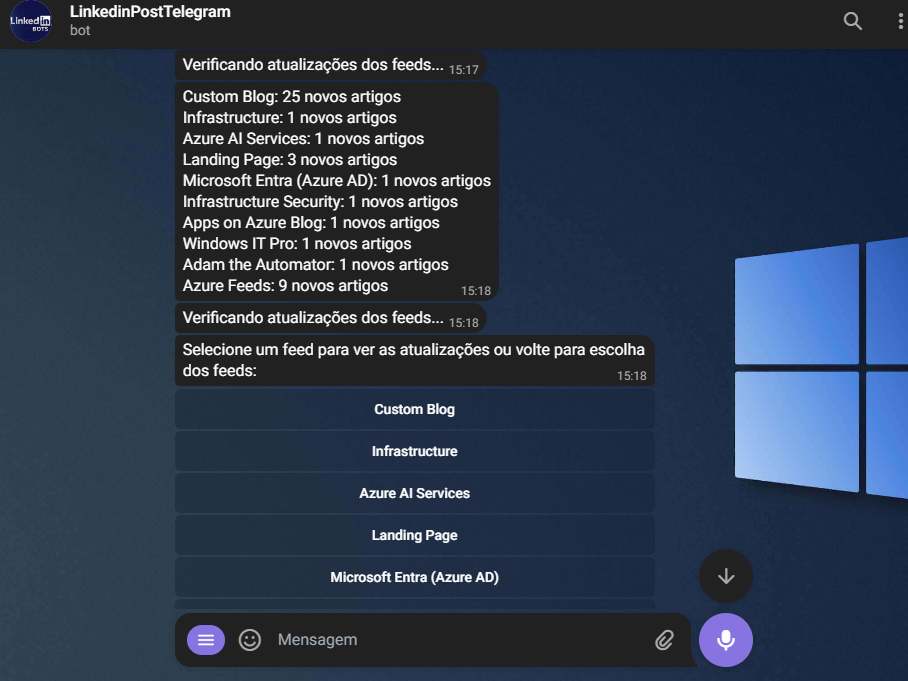 LinkedinPostTelegram
bot
Linked in
BOTS
Verificando atualizações dos feeds... 15:17
Custom Blog: 25 novos artigos
Infrastructure: 1 novos artigos
Azure AI Services: 1 novos artigos
Landing Page: 3 novos artigos
Microsoft Entra (Azure AD): 1 novos artigos
Infrastructure Security: 1 novos artigos
Apps on Azure Blog: 1 novos artigos
Windows IT Pro: 1 novos artigos
Adam the Automator: 1 novos artigos
Azure Feeds: 9 novos artigos 15:18
Verificando atualizações dos feeds... 15:18
Selecione um feed para ver as atualizações ou volte para escolha
dos feeds: 15:18
Custom Blog
Infrastructure
Azure AI Services
Landing Page
Microsoft Entra (Azure AD)
Mensagem